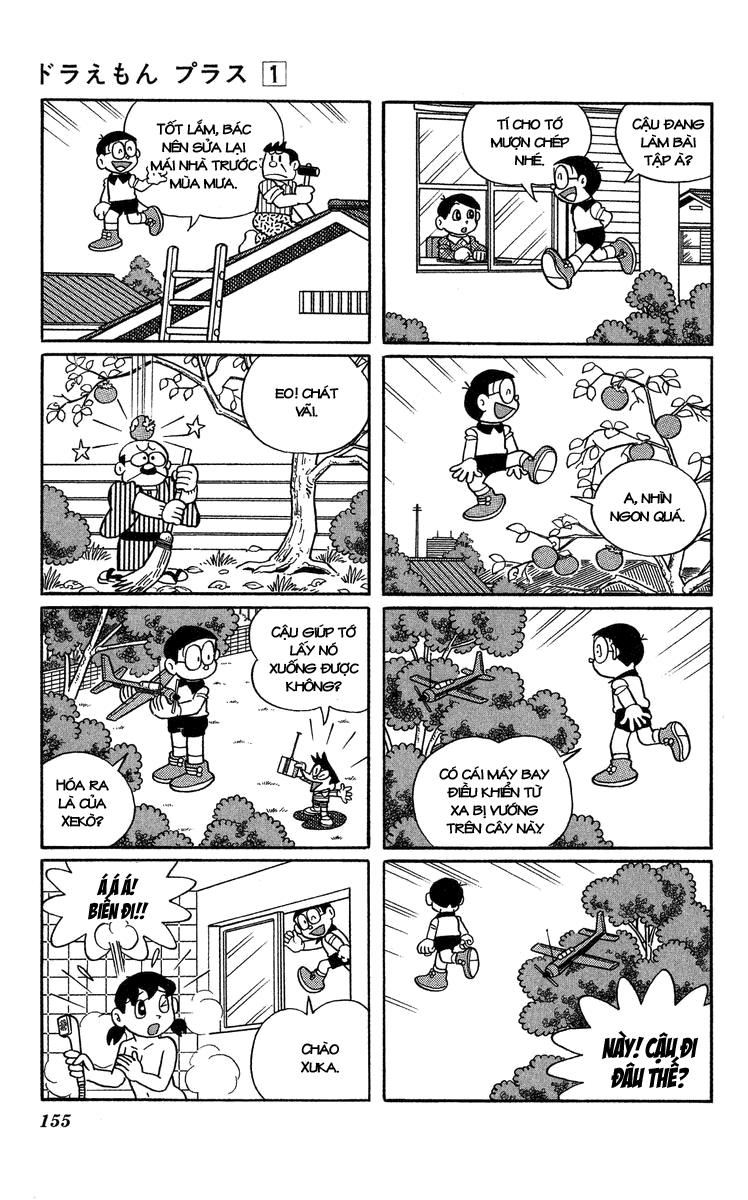 ドラえもん プラス 1
CẬU ĐANG
LÀM BÀI
TẬP À?
TÍ CHO TỚ
MƯỢN CHÉP
NHÉ.
TỐT LẮM, BÁC
NÊN SỬA LẠI
MÁI NHÀ TRƯỚC
MÙA MƯA.
A, NHÌN
NGON QUÁ.
EO! CHÁT
VÃI.
CÓ CÁI MÁY BAY
ĐIỀU KHIỂN TỪ
XA BỊ VƯỚNG
TRÊN CÂY NÀY
CẬU GIÚP TỚ
LẤY NÓ
XUỐNG ĐƯỢC
KHÔNG?
HÓA RA
LÀ CỦA
XEKÔ?
NÀY! CẬU ĐI
ĐÂU THẾ?
CHÀO
XUKA.
Á Á Á!
BIẾN ĐI!!
155